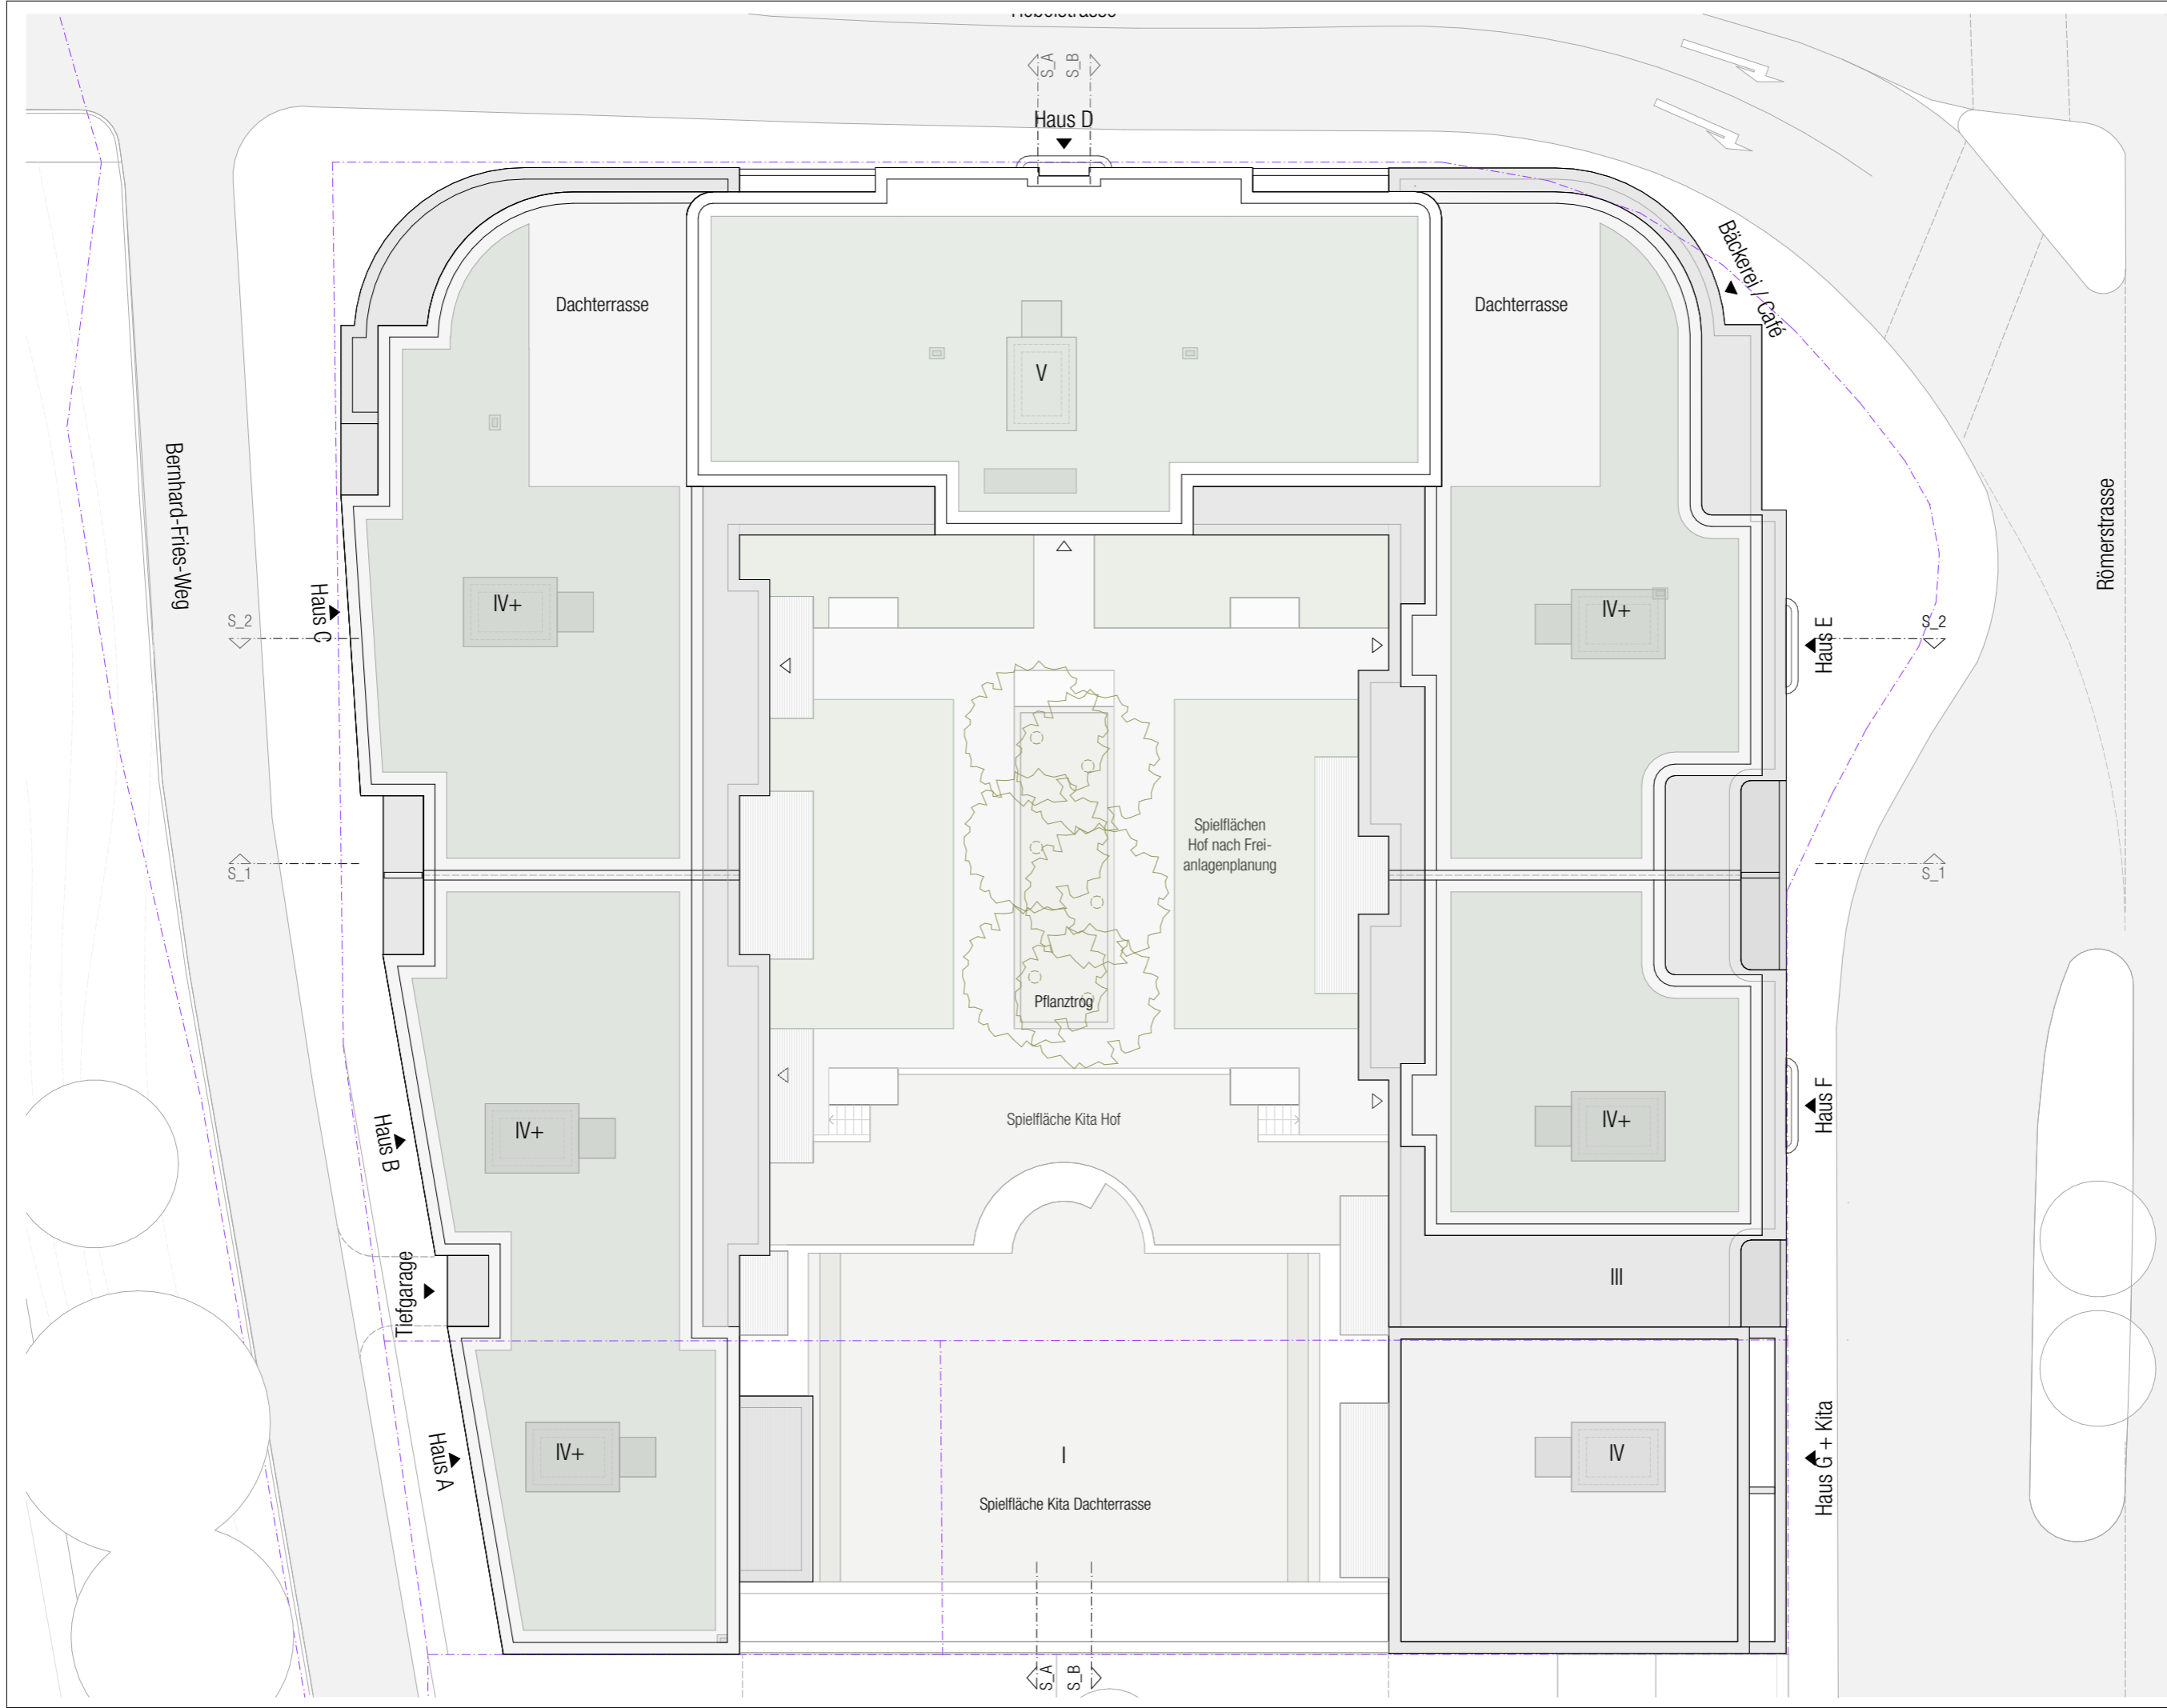 Hebelstrasse
S_A
S_B
Haus D
Bäckerei / Café
Dachterrasse
Dachterrasse
V
Bernhard-Fries-Weg
Römerstrasse
Haus C
IV+
IV+
S_2
S_2
Haus E
Spielflächen
Hof nach Frei-
anlagenplanung
S_1
S_1
Pflanztrog
Haus B
IV+
Spielfläche Kita Hof
IV+
Haus F
Tiefgarage
III
Haus A
IV+
I
IV
Haus G + Kita
Spielfläche Kita Dachterrasse
S_A
S_B